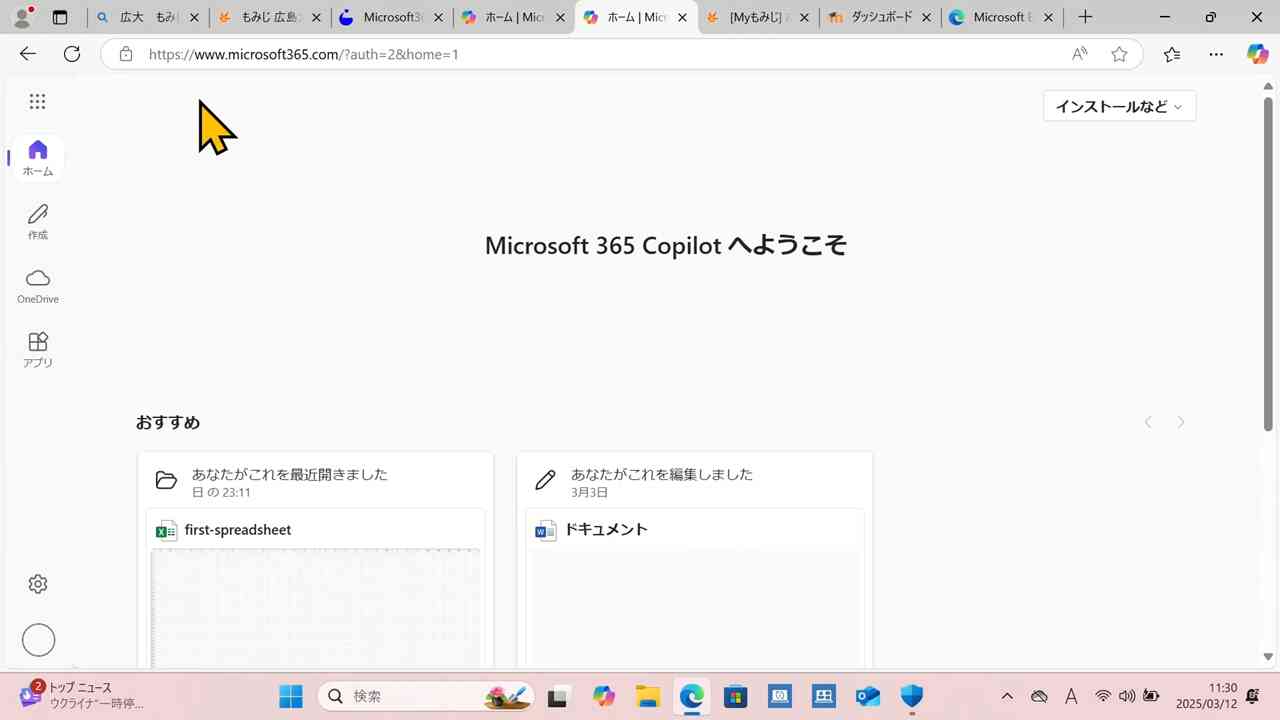 広大 もみ
もみじ 広島
Microsoft36
ホーム | Mic
ホーム | Mic
[Myもみじ]
ダッシュボード
Microsoft E
https://www.microsoft365.com/?auth=2&home=1
インストールなど
ホーム
作成
OneDrive
アプリ
Microsoft 365 Copilot へようこそ
おすすめ
あなたがこれを最近開きました
日 の 23:11
first-spreadsheet
あなたがこれを編集しました
3月3日
ドキュメント
2
トップ ニュース
ウクライナ"一時停...
検索
A
11:30
2025/03/12